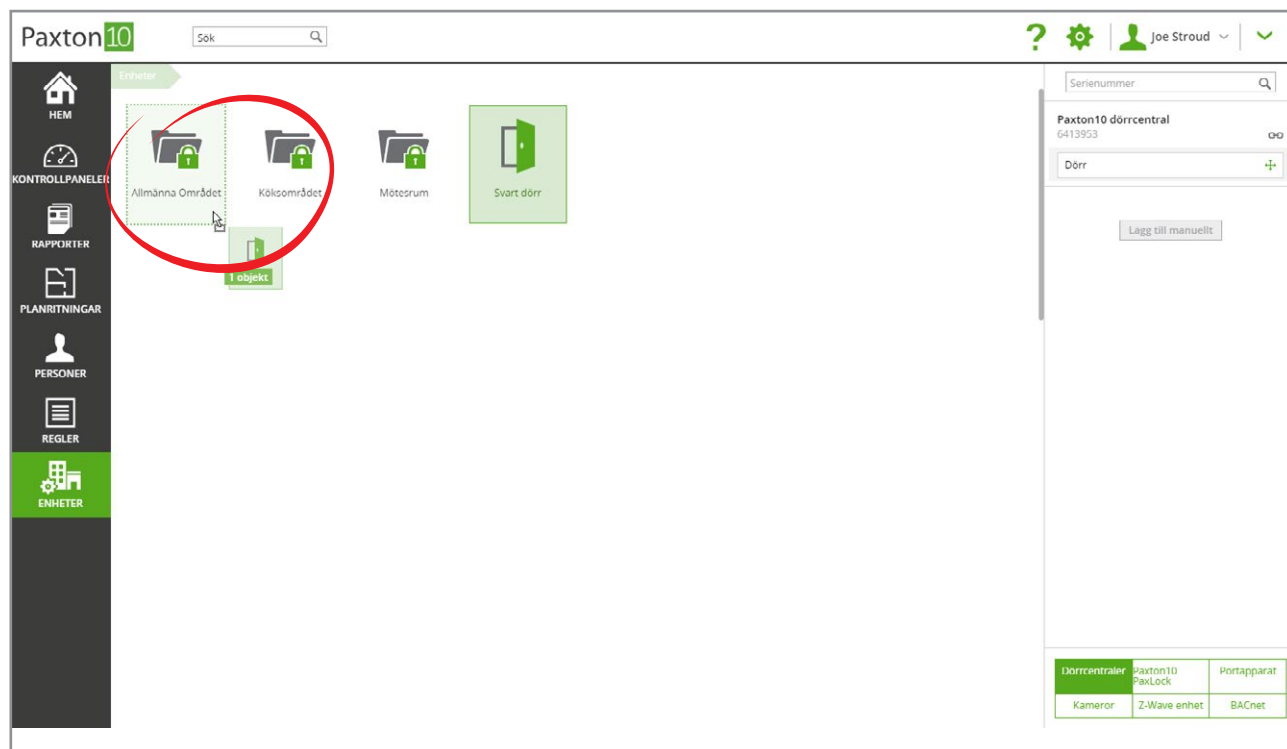 Paxton10
Sök
?
Joe Stroud
HEM
KONTROLLPANELER
RAPPORTER
PLANRITNINGAR
PERSONER
REGLER
ENHETER
Enheter
Allmänna Området
Köksområdet
Mötesrum
Svart dörr
1 objekt
Serienummer
Paxton10 dörrcentral
6413953
Dörr
Lagg till manuellt
Dörrcentraler
Paxton10
PaxLock
Portapparat
Kameror
Z-Wave enhet
BACnet